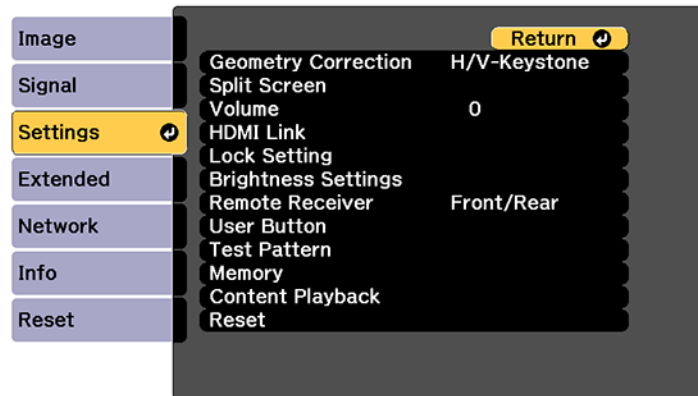 Image
Signal
Settings
Extended
Network
Info
Reset
Return
Geometry Correction H/V-Keystone
Split Screen
Volume 0
HDMI Link
Lock Setting
Brightness Settings
Remote Receiver Front/Rear
User Button
Test Pattern
Memory
Content Playback
Reset